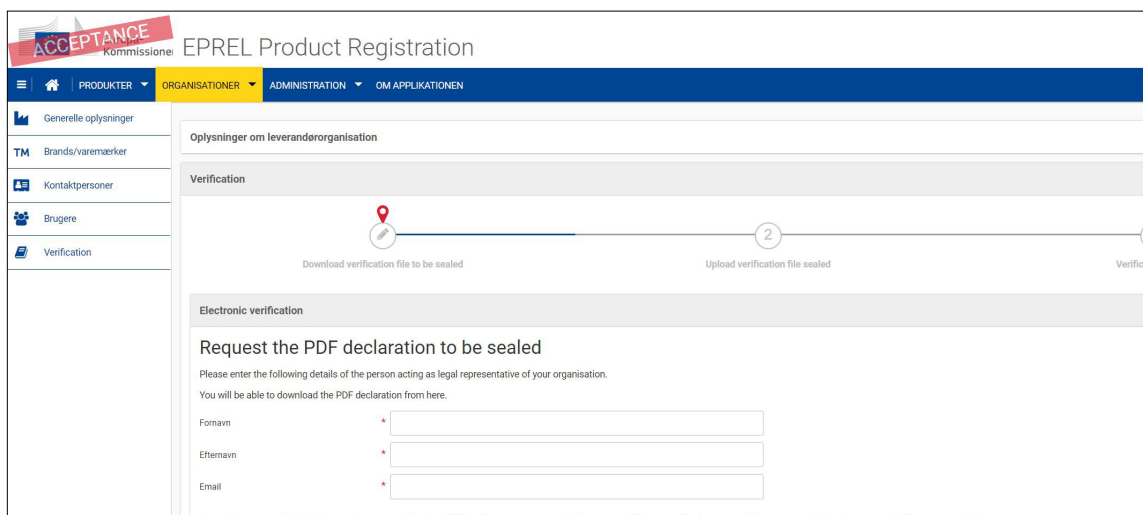 ACCEPTANCE
Kommissione
EPREL Product Registration
PRODUKTER ORGANISATIONER ADMINISTRATION OM APPLIKATIONEN
Generelle oplysninger
TM Brands/varemærker
Kontaktpersoner
Brugere
Verification
Oplysninger om leverandørorganisation
Verification
2
Download verification file to be sealed
Upload verification file sealed
Verific
Electronic verification
Request the PDF declaration to be sealed
Please enter the following details of the person acting as legal representative of your organisation.
You will be able to download the PDF declaration from here.
Fornavn *
Efternavn *
Email *